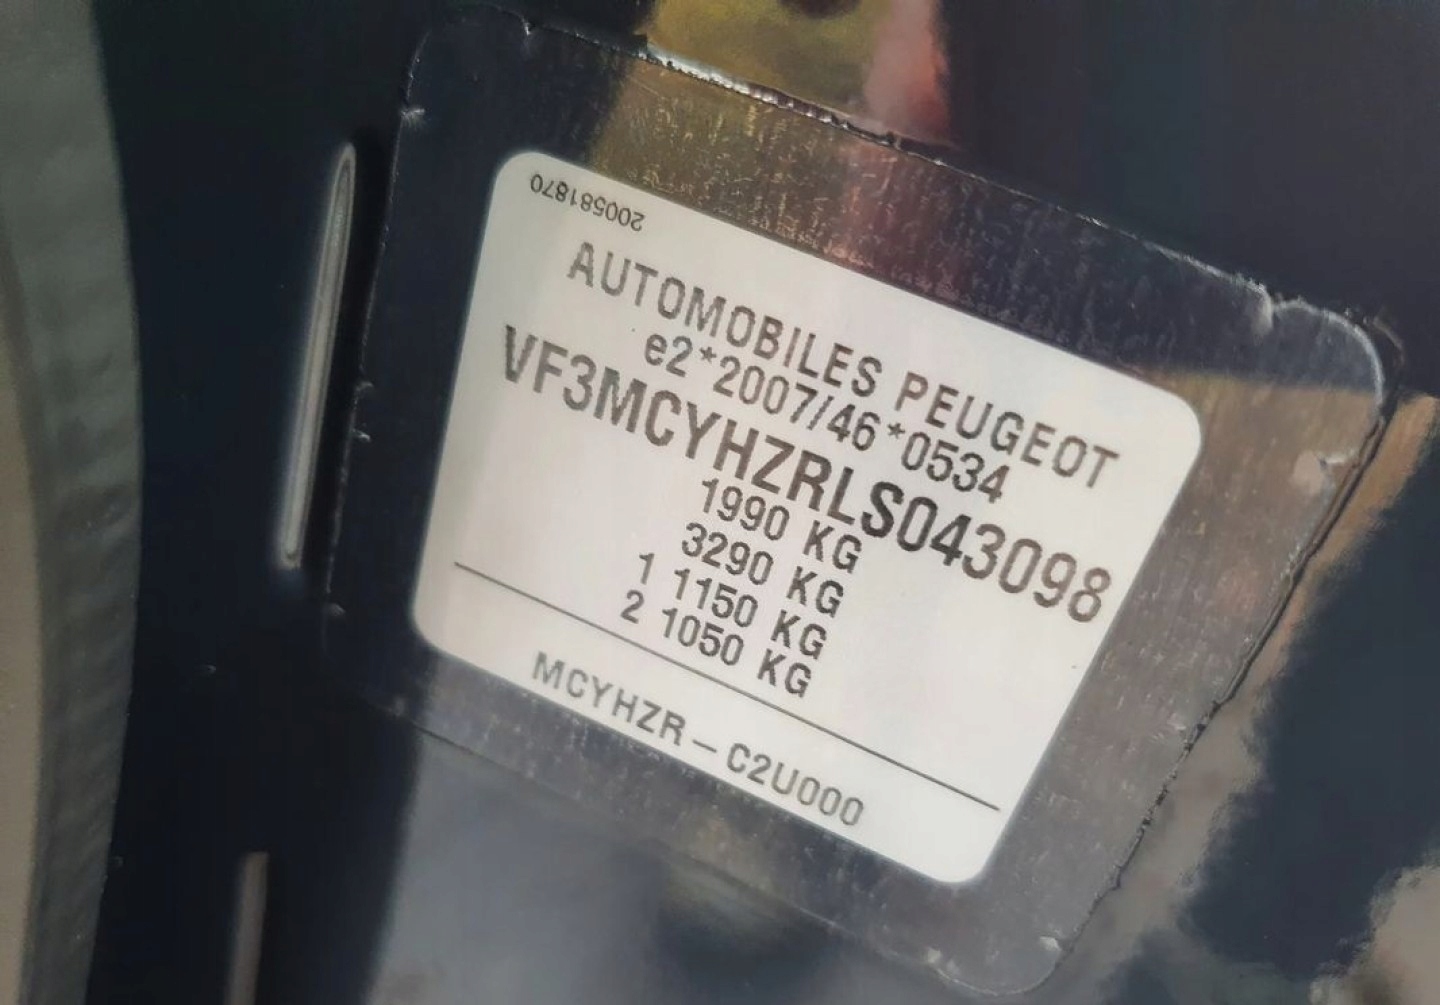 200581870
AUTOMOBILES PEUGEOT
e2*2007/46*0534
VF3MCYHZRLS043098
1990 KG
3290 KG
1 1150 KG
2 1050 KG
MCYHZR – C2U000